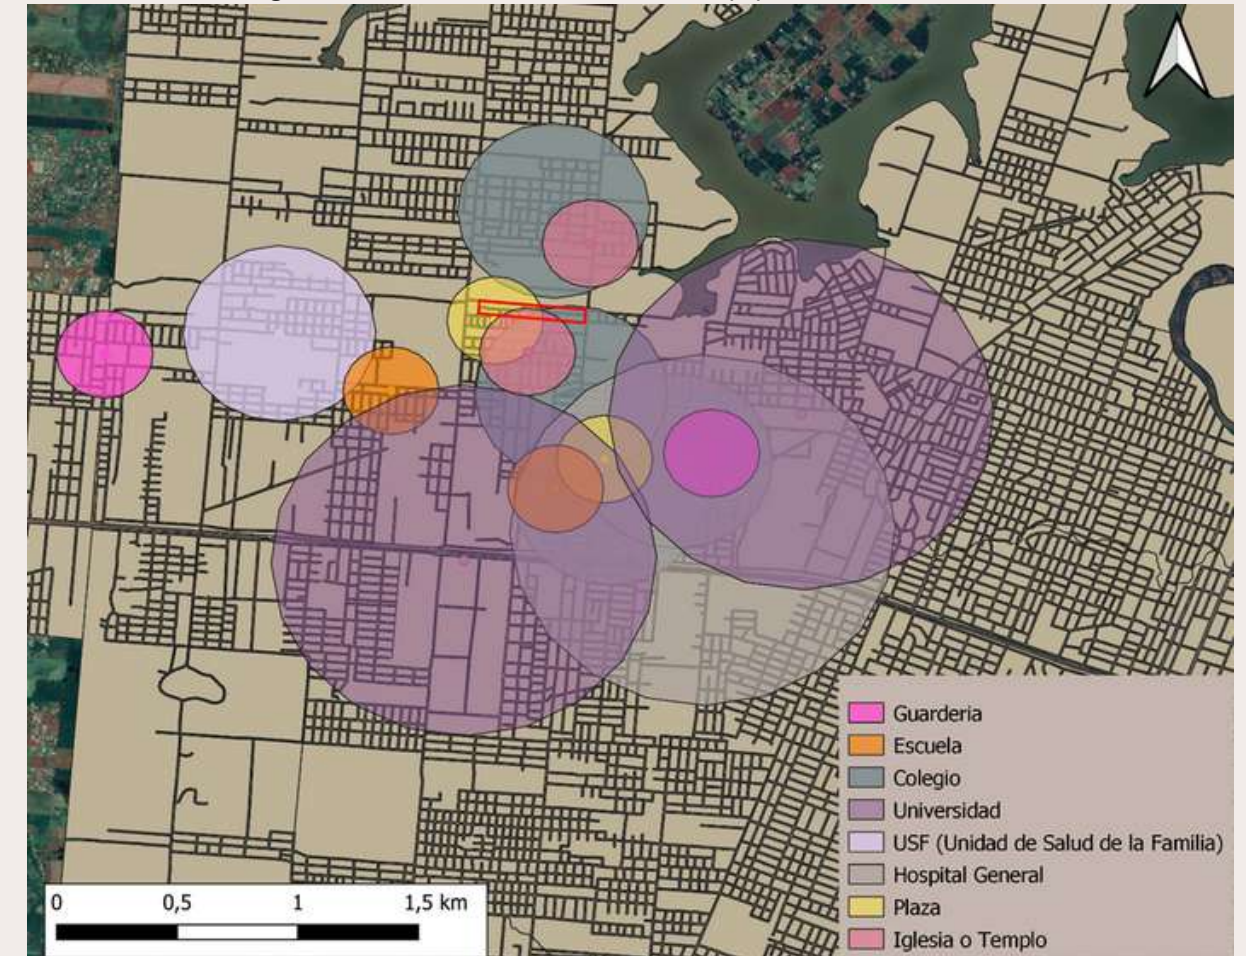 Guarderia
Escuela
Colegio
Universidad
USF (Unidad de Salud de la Familia)
Hospital General
Plaza
Iglesia o Templo
0 0,5 1 1,5 km